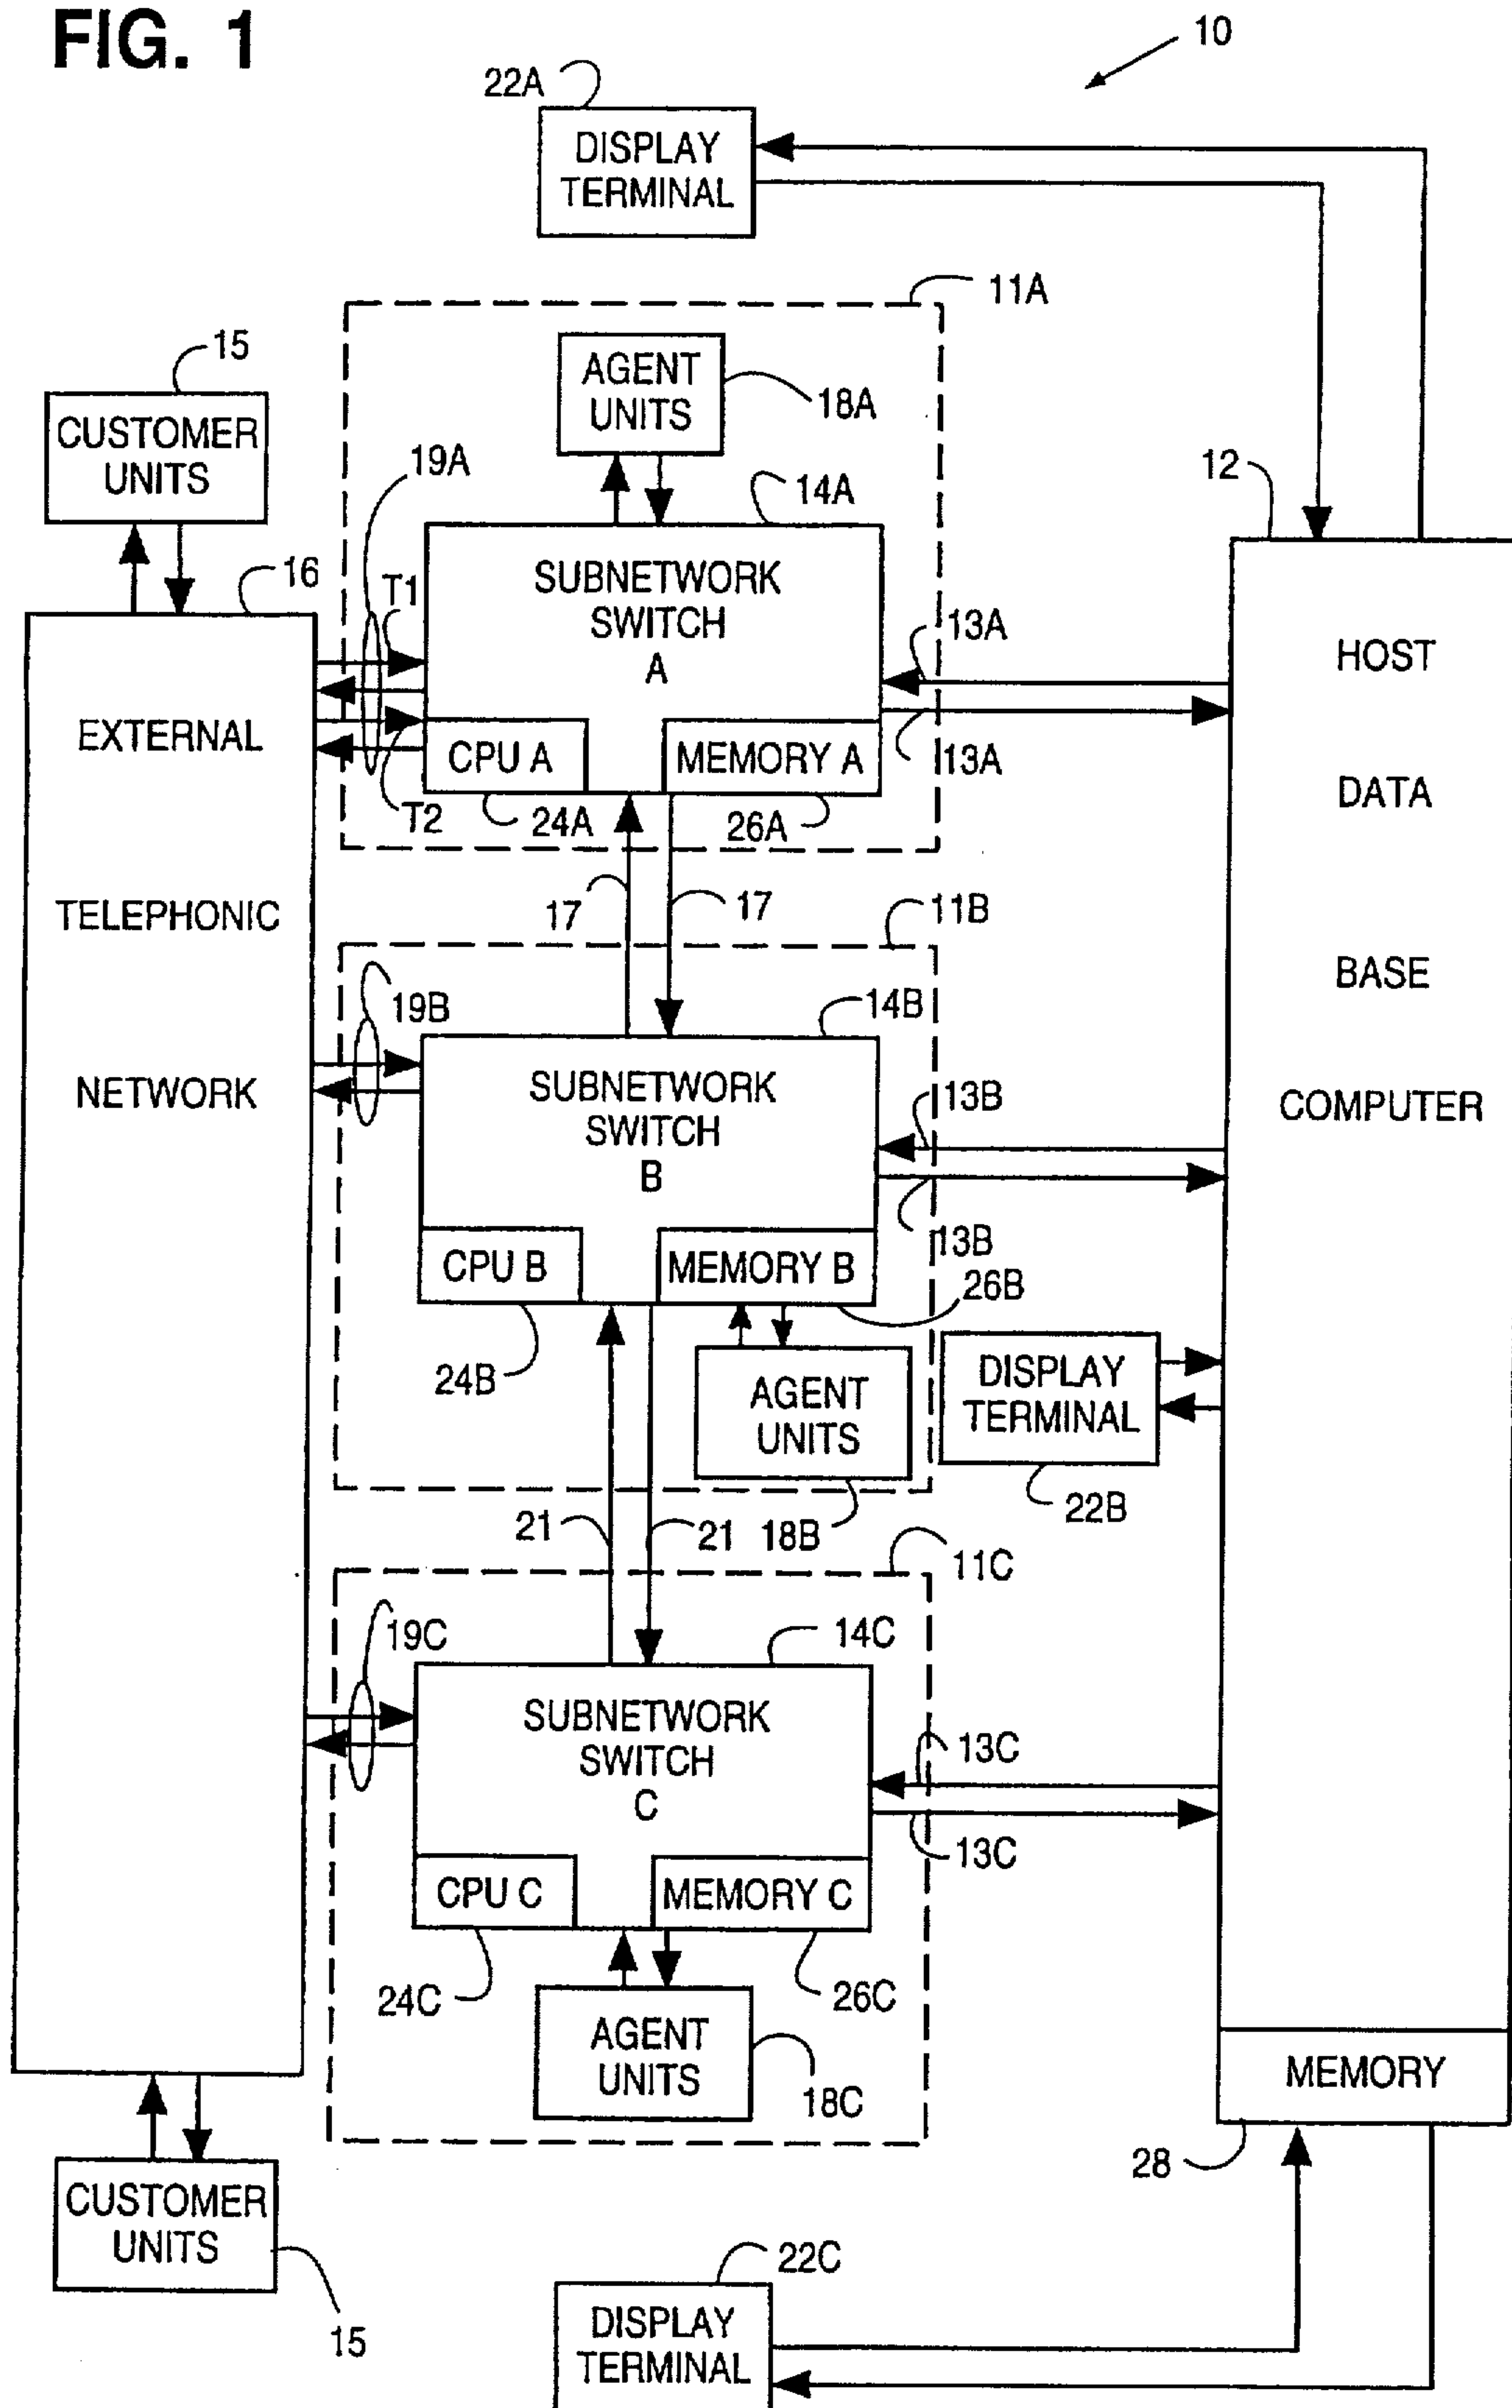 FIG. 1
10
22A
DISPLAY
TERMINAL
11A
15
CUSTOMER
UNITS
AGENT
UNITS
18A
19A
14A
12
16
T1
SUBNETWORK
SWITCH
A
13A
HOST
EXTERNAL
CPU A
MEMORY A
13A
DATA
T2
24A
26A
TELEPHONIC
17
17
11B
BASE
19B
14B
NETWORK
SUBNETWORK
SWITCH
B
13B
COMPUTER
13B
CPU B
MEMORY B
26B
24B
AGENT
UNITS
DISPLAY
TERMINAL
22B
21
21
18B
11C
19C
14C
SUBNETWORK
SWITCH
C
13C
13C
CPU C
MEMORY C
24C
26C
AGENT
UNITS
18C
MEMORY
28
CUSTOMER
UNITS
15
22C
DISPLAY
TERMINAL